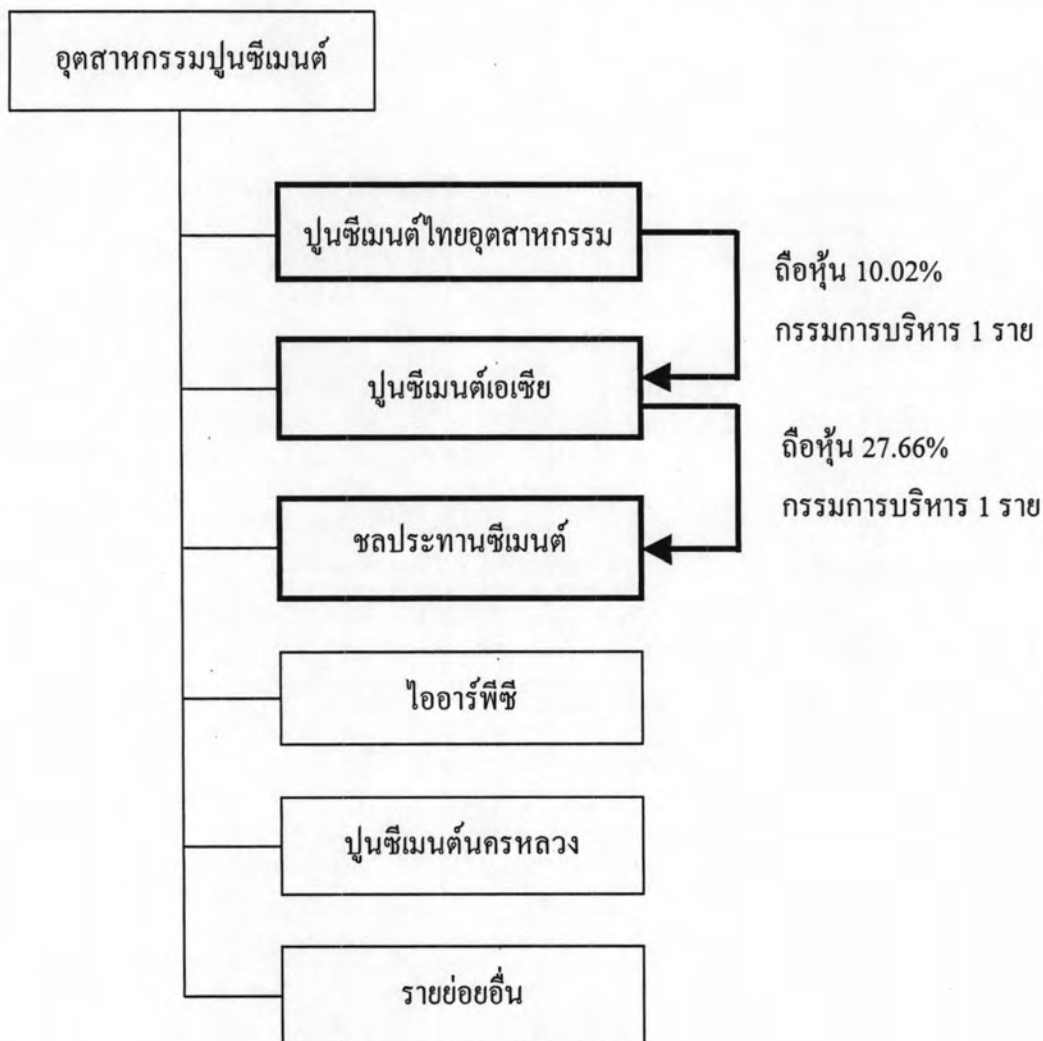 อุตสาหกรรมปูนซีเมนต์
ปูนซีเมนต์ไทยอุตสาหกรรม
ถือหุ้น 10.02%
กรรมการบริหาร 1 ราย
ปูนซีเมนต์เอเซีย
ถือหุ้น 27.66%
กรรมการบริหาร 1 ราย
ชลประทานซีเมนต์
ไออาร์พีซี
ปูนซีเมนต์นครหลวง
รายย่อยอื่น